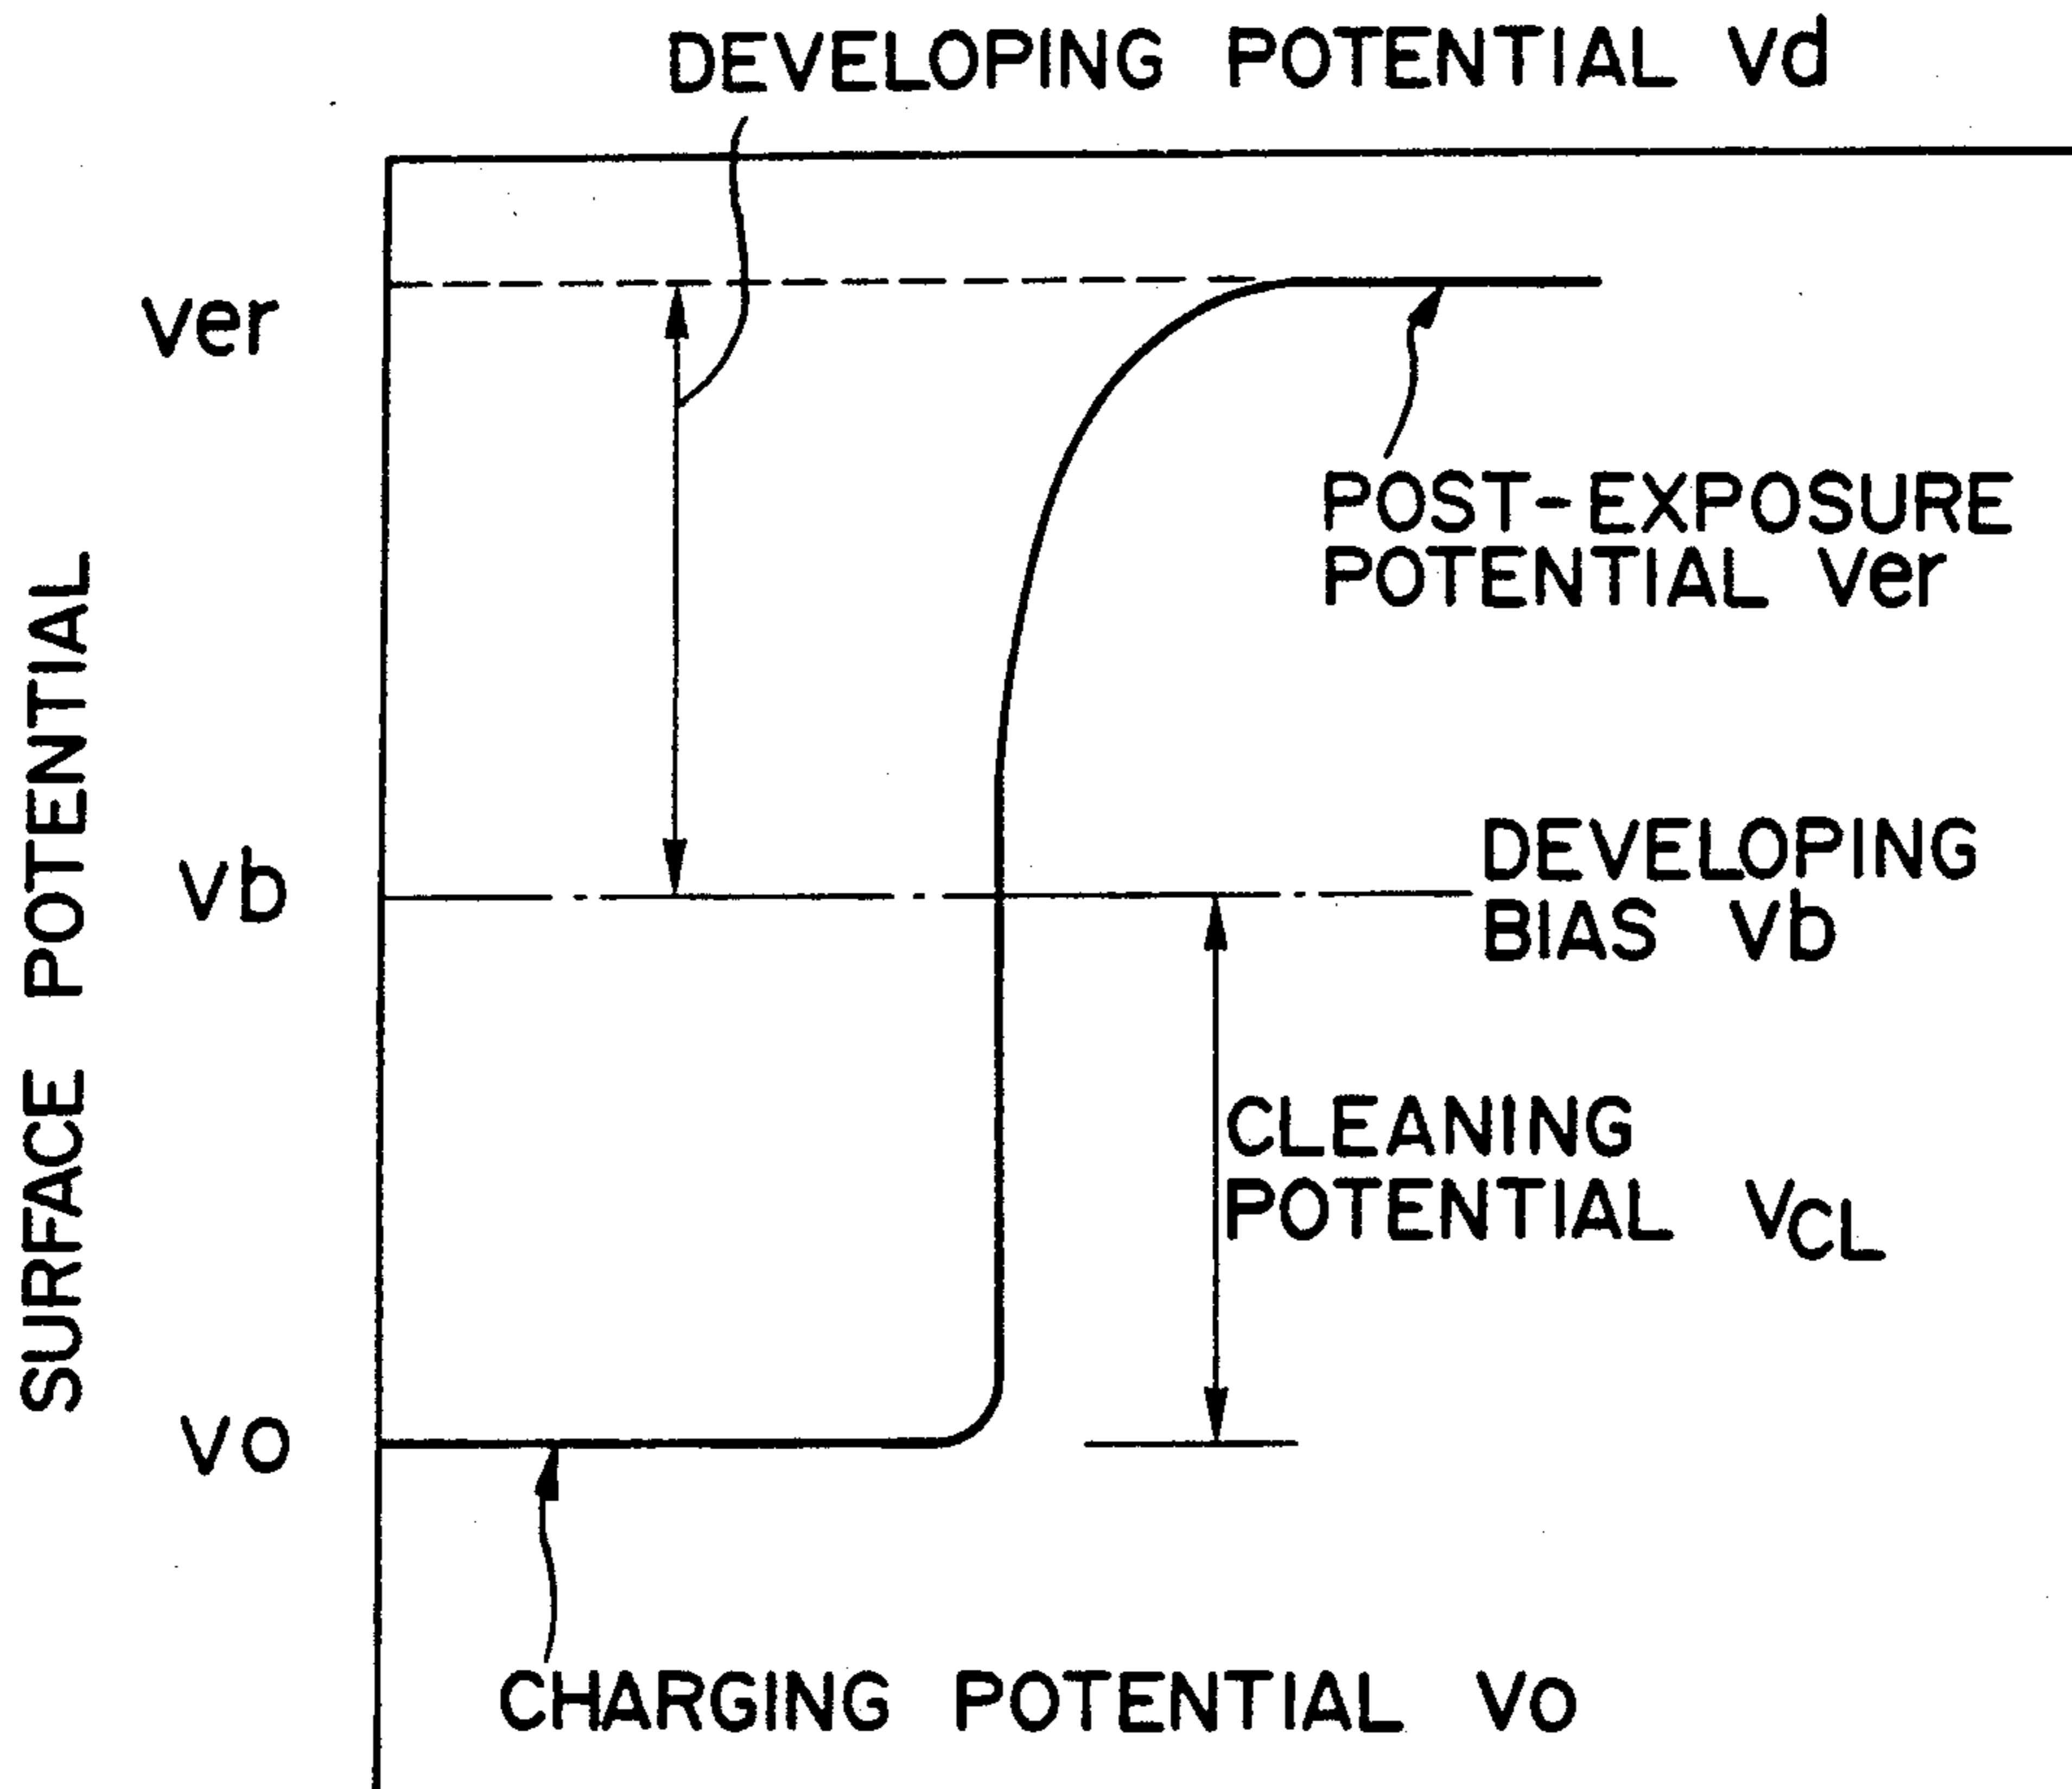 DEVELOPING POTENTIAL Vd
Ver
POST-EXPOSURE
POTENTIAL Ver
SURFACE POTENTIAL
Vb
DEVELOPING
BIAS Vb
CLEANING
POTENTIAL VCL
VO
CHARGING POTENTIAL Vo